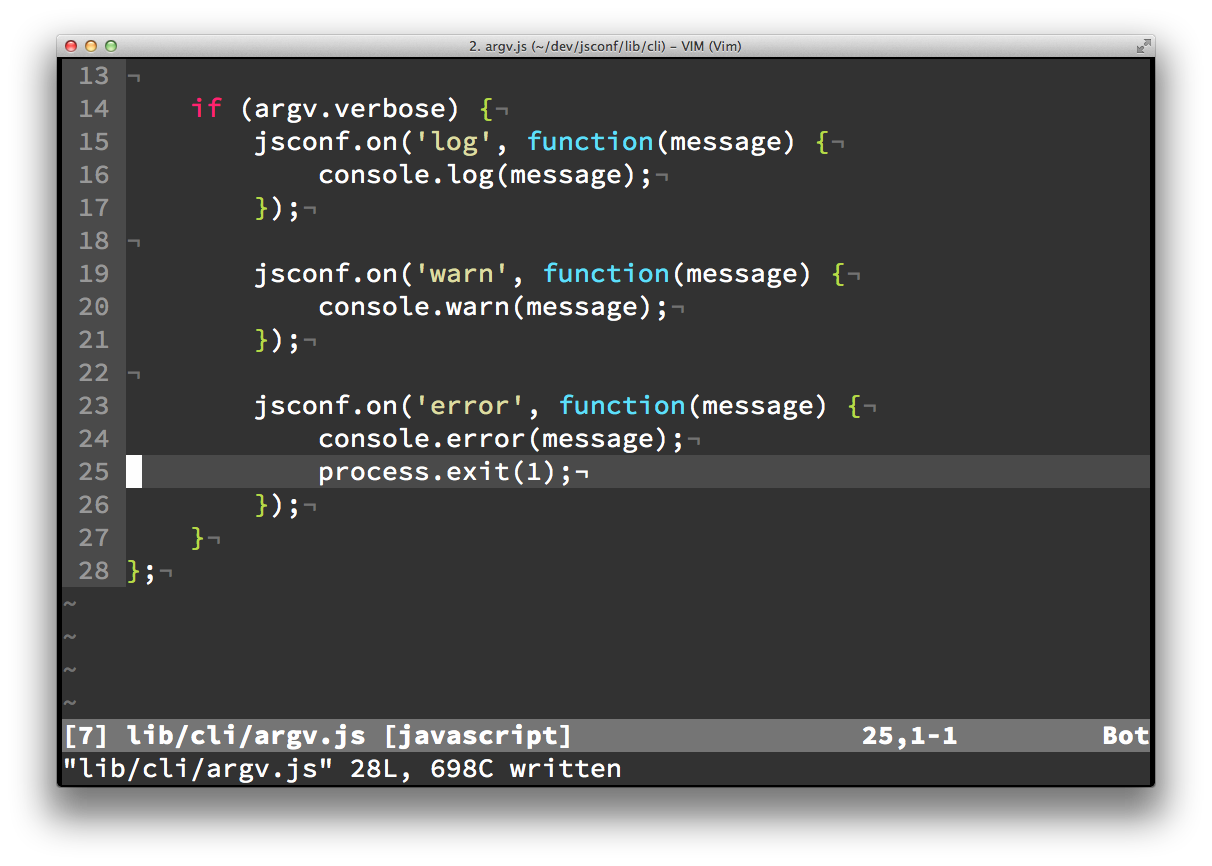 2. argv.js (~/dev/jsconf/lib/cli) – VIM (Vim)
13 ¬
14     if (argv.verbose) {¬
15         jsconf.on('log', function(message) {¬
16             console.log(message);¬
17         });¬
18 ¬
19         jsconf.on('warn', function(message) {¬
20             console.warn(message);¬
21         });¬
22 ¬
23         jsconf.on('error', function(message) {¬
24             console.error(message);¬
25             process.exit(1);¬
26         });¬
27     }¬
28 };¬
~
~
~
~
[7] lib/cli/argv.js [javascript] 25,1-1 Bot
"lib/cli/argv.js" 28L, 698C written